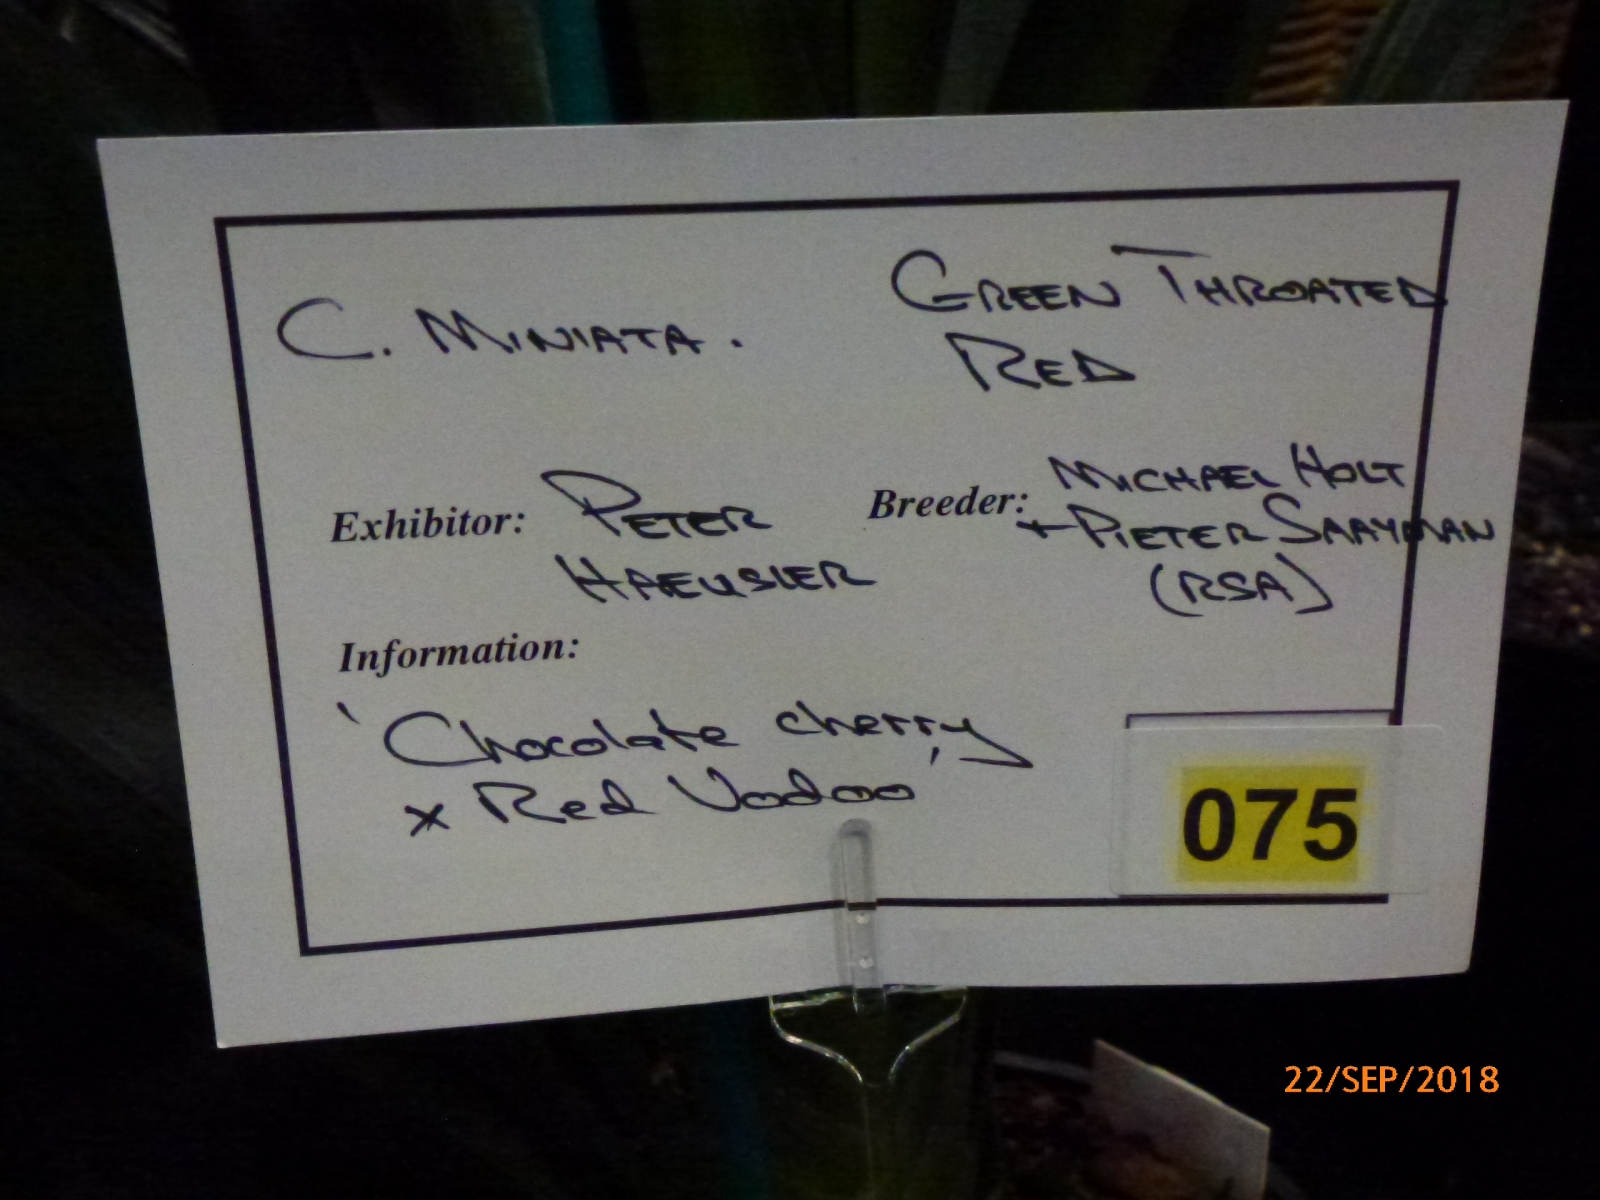 C. MINIATA.
GREEN THROATED
RED
Exhibitor: PETER
HAEUSLER
Breeder: MICHAEL HOLT
+ PIETER SAAYMAN
(RSA)
Information:
'Chocolate cherry
x Red Vodoo'
075
22/SEP/2018